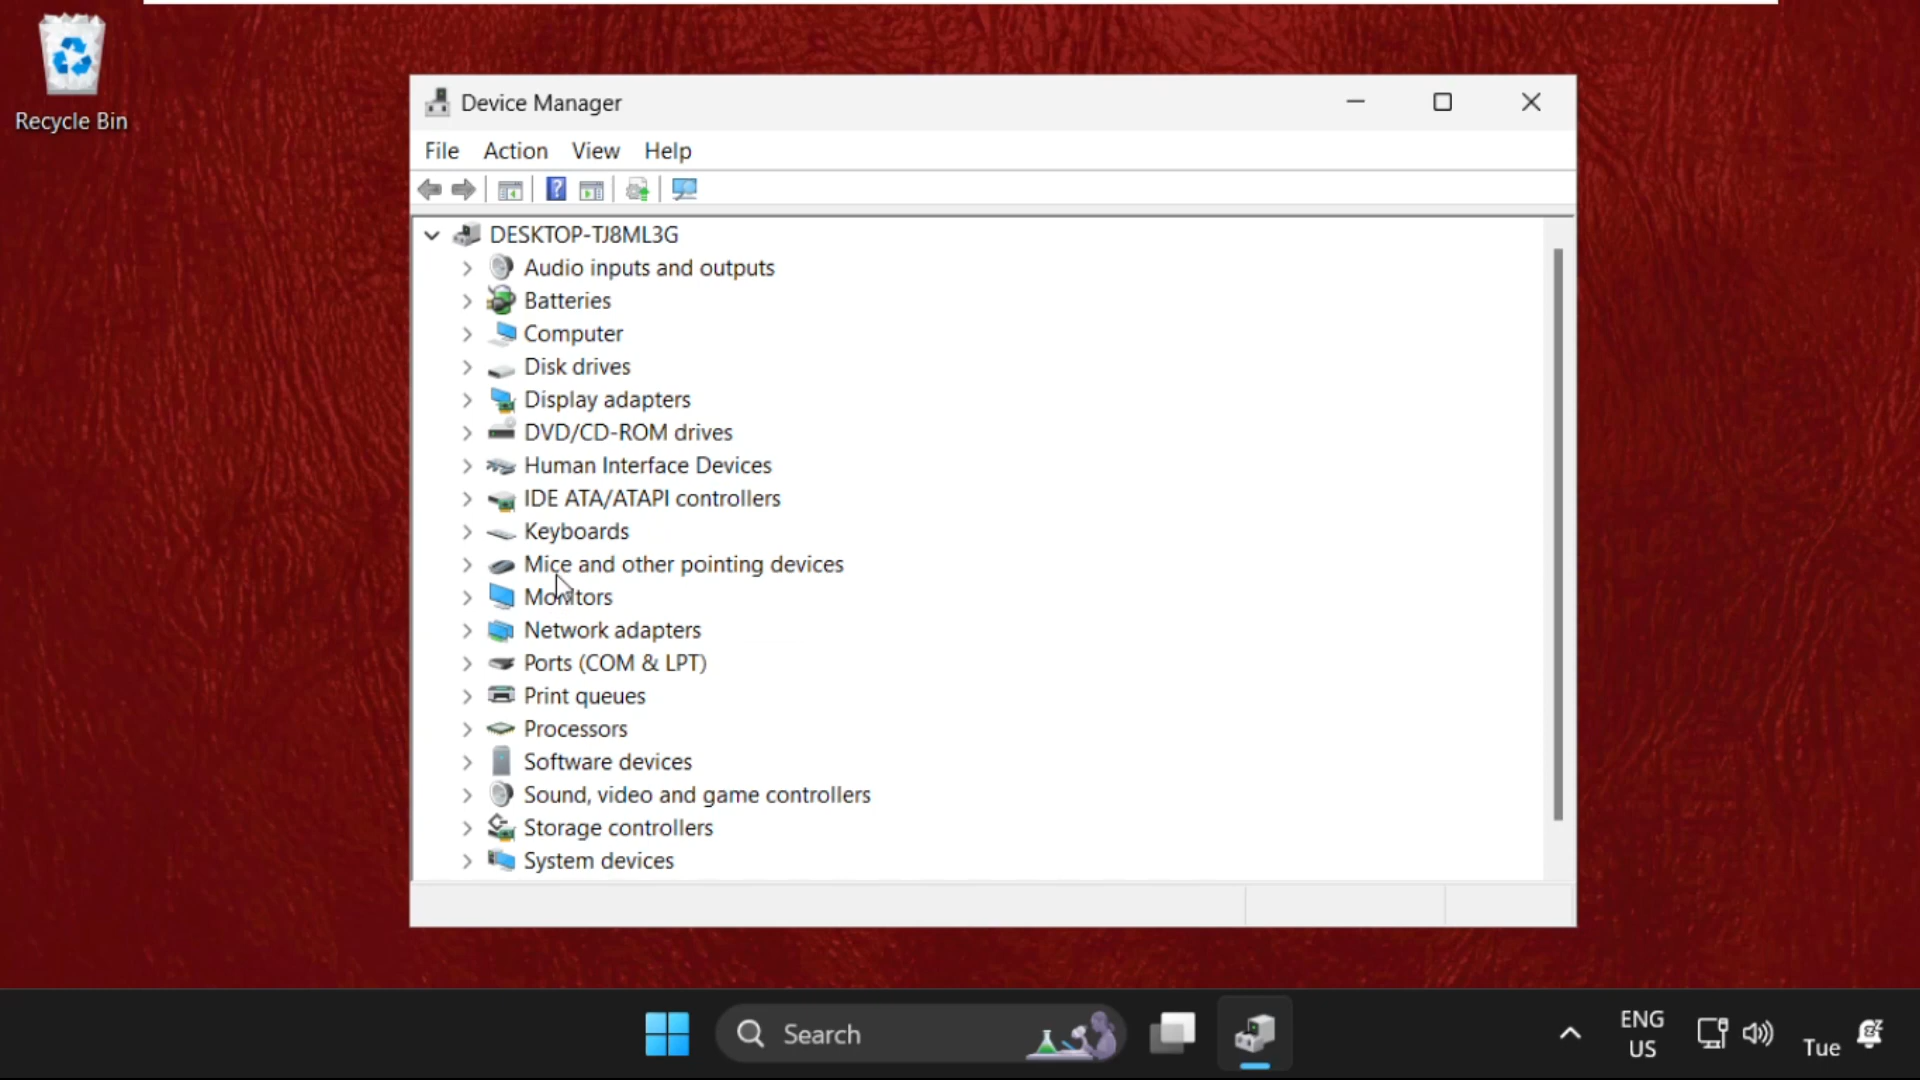 Recycle Bin
Device Manager
File Action View Help
DESKTOP-TJ8ML3G
Audio inputs and outputs
Batteries
Computer
Disk drives
Display adapters
DVD/CD-ROM drives
Human Interface Devices
IDE ATA/ATAPI controllers
Keyboards
Mice and other pointing devices
Monitors
Network adapters
Ports (COM & LPT)
Print queues
Processors
Software devices
Sound, video and game controllers
Storage controllers
System devices
Search
ENG
US
Tue